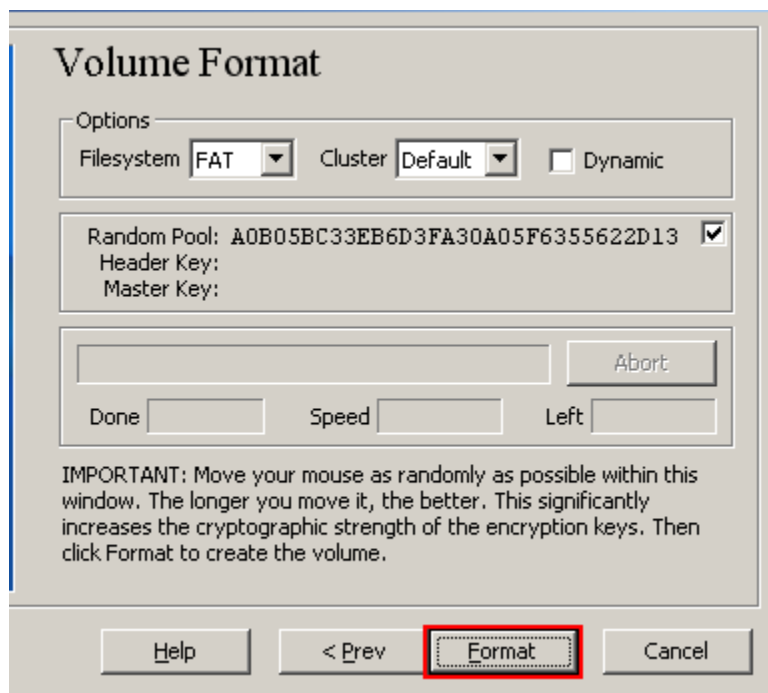 Volume Format
Options
Filesystem FAT Cluster Default Dynamic
Random Pool: A0B05BC33EB6D3FA30A05F6355622D13
Header Key:
Master Key:
Abort
Done Speed Left
IMPORTANT: Move your mouse as randomly as possible within this
window. The longer you move it, the better. This significantly
increases the cryptographic strength of the encryption keys. Then
click Format to create the volume.
Help < Prev Format Cancel